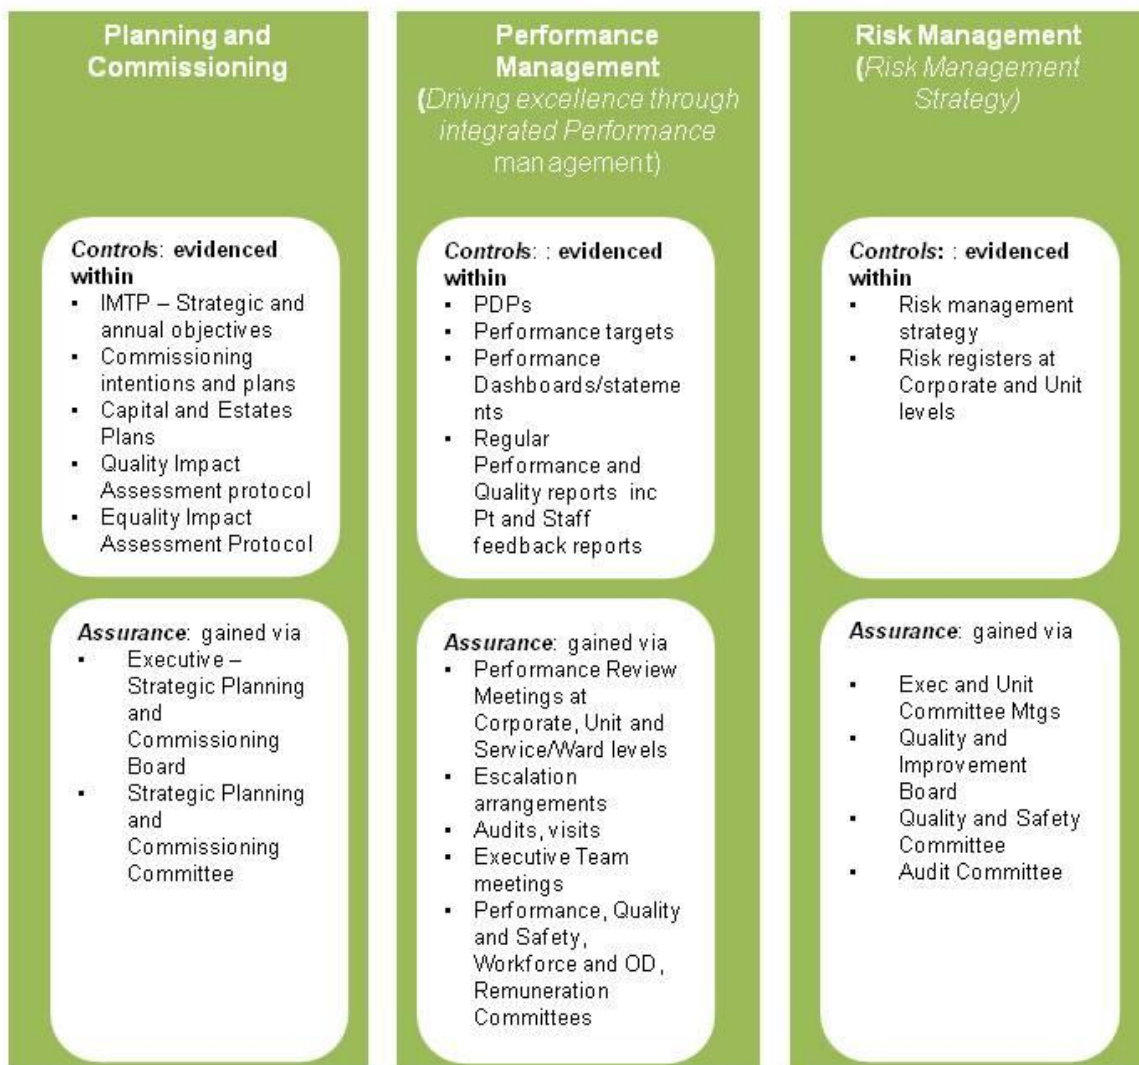 Planning and
Commissioning
Controls: evidenced
within
▪ IMTP – Strategic and
annual objectives
▪ Commissioning
intentions and plans
▪ Capital and Estates
Plans
▪ Quality Impact
Assessment protocol
▪ Equality Impact
Assessment Protocol
Assurance: gained via
▪ Executive –
Strategic Planning
and
Commissioning
Board
▪ Strategic Planning
and
Commissioning
Committee
Performance
Management
(Driving excellence through
integrated Performance
management)
Controls: : evidenced
within
▪ PDPs
▪ Performance targets
▪ Performance
Dashboards/stateme
nts
▪ Regular
Performance and
Quality reports inc
Pt and Staff
feedback reports
Assurance: gained via
▪ Performance Review
Meetings at
Corporate, Unit and
Service/Ward levels
▪ Escalation
arrangements
▪ Audits, visits
▪ Executive Team
meetings
▪ Performance, Quality
and Safety,
Workforce and OD,
Remuneration
Committees
Risk Management
(Risk Management
Strategy)
Controls: : evidenced
within
▪ Risk management
strategy
▪ Risk registers at
Corporate and Unit
levels
Assurance: gained via
▪ Exec and Unit
Committee Mtgs
▪ Quality and
Improvement
Board
▪ Quality and Safety
Committee
▪ Audit Committee